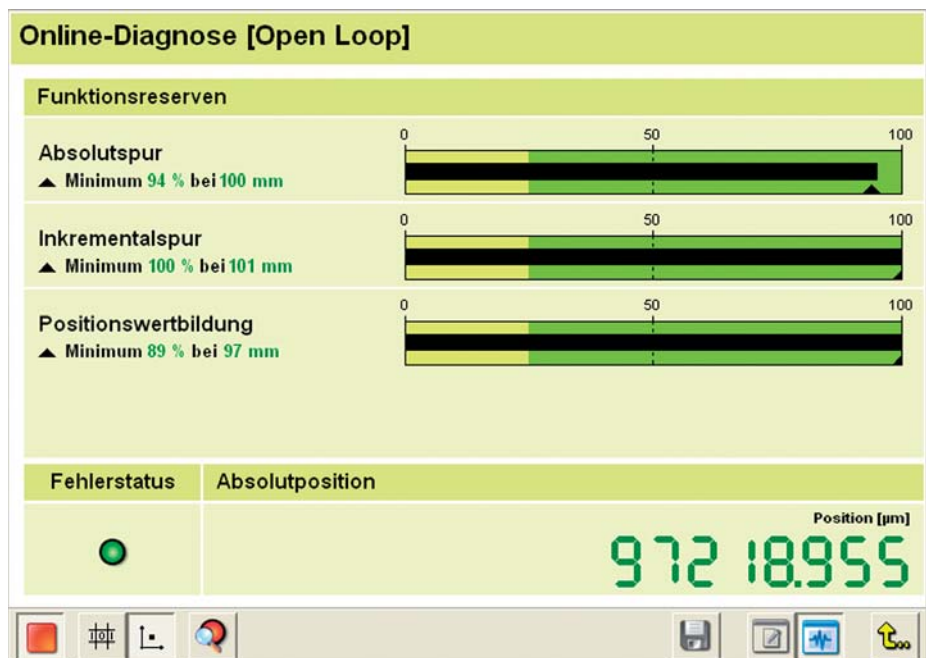 Online-Diagnose [Open Loop]
Funktionsreserven
0 50 100
Absolutspur
▲ Minimum 94 % bei 100 mm
0 50 100
Inkrementalspur
▲ Minimum 100 % bei 101 mm
0 50 100
Positionswertbildung
▲ Minimum 89 % bei 97 mm
Fehlerstatus Absolutposition
Position [µm]
97218.955